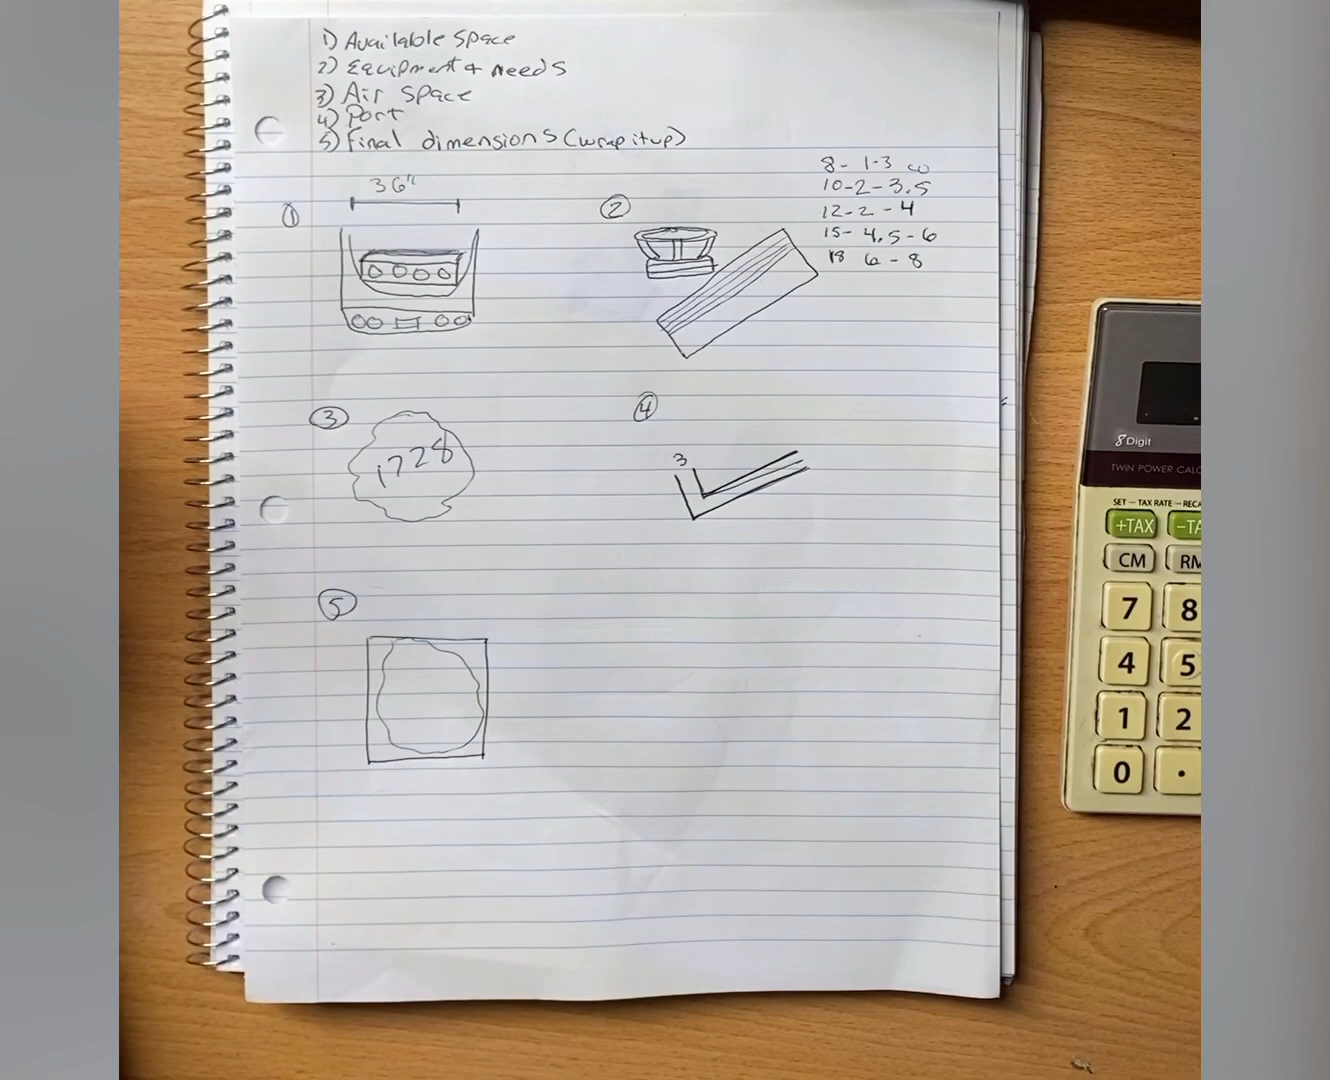 1) Available Space
2) Equipment & Needs
3) Air Space
4) Port
5) Final dimensions (wrap it up)
8 - 1-3
10-2-3.5
12-2-4
15- 4.5-6
18 6-8
36"
①
②
③
1728
④
3
⑤
8 Digit
TWIN POWER CALC
SET — TAX RATE — RECA
+TAX −TA
CM RM
7 8
4 5
1 2
0 .